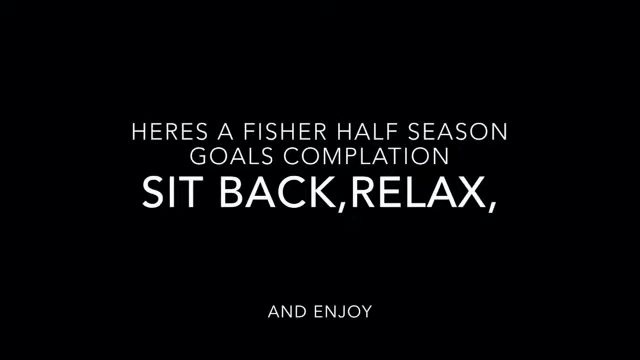 HERES A FISHER HALF SEASON
GOALS COMPLATION
SIT BACK,RELAX,
AND ENJOY